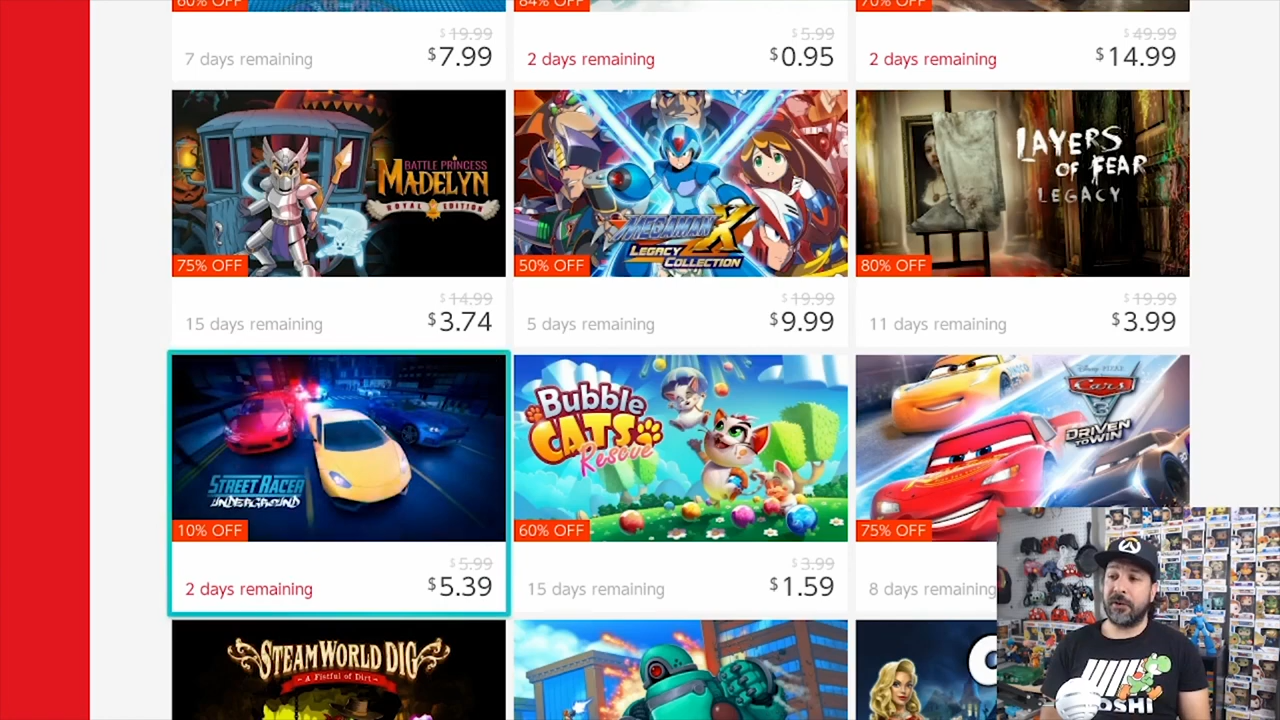 60% OFF
84% OFF
70% OFF
$19.99
7 days remaining
$7.99
$5.99
2 days remaining
$0.95
$49.99
2 days remaining
$14.99
BATTLE PRINCESS
MADELYN
ROYAL EDITION
75% OFF
MEGAMAN X
LEGACY
COLLECTION
50% OFF
LAYERS
OF FEAR
LEGACY
80% OFF
$14.99
15 days remaining
$3.74
$19.99
5 days remaining
$9.99
$19.99
11 days remaining
$3.99
STREET RACER
UNDERGROUND
10% OFF
Bubble
CATS
Rescue
60% OFF
Disney PIXAR
Cars
3
DRIVEN
TO WIN
75% OFF
$5.99
2 days remaining
$5.39
$3.99
15 days remaining
$1.59
8 days remaining
STEAMWORLD DIG
A Fistful of Dirt
YOSHI